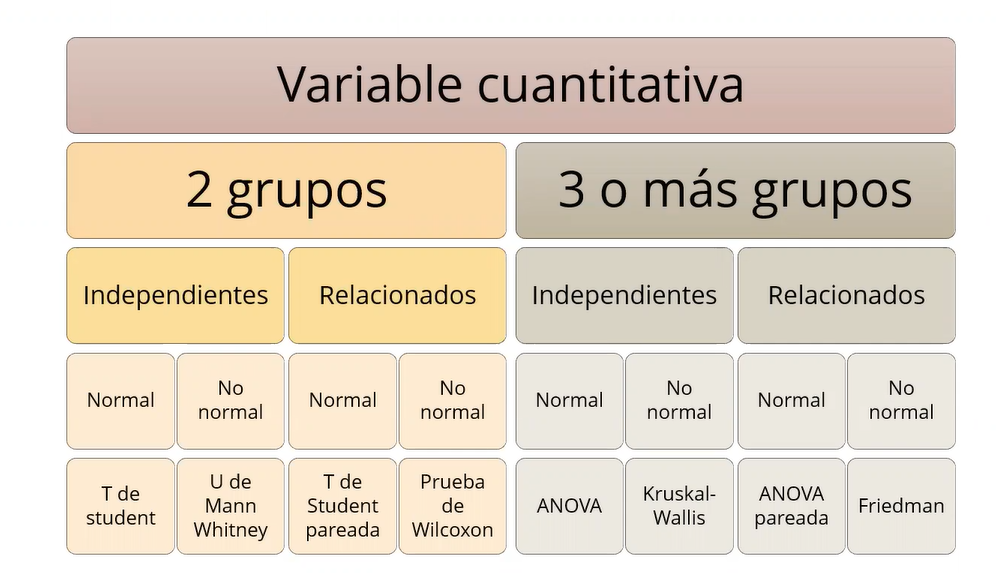 Variable cuantitativa
2 grupos
3 o más grupos
Independientes
Relacionados
Independientes
Relacionados
Normal
No
normal
Normal
No
normal
Normal
No
normal
Normal
No
normal
T de
student
U de
Mann
Whitney
T de
Student
pareada
Prueba
de
Wilcoxon
ANOVA
Kruskal-
Wallis
ANOVA
pareada
Friedman